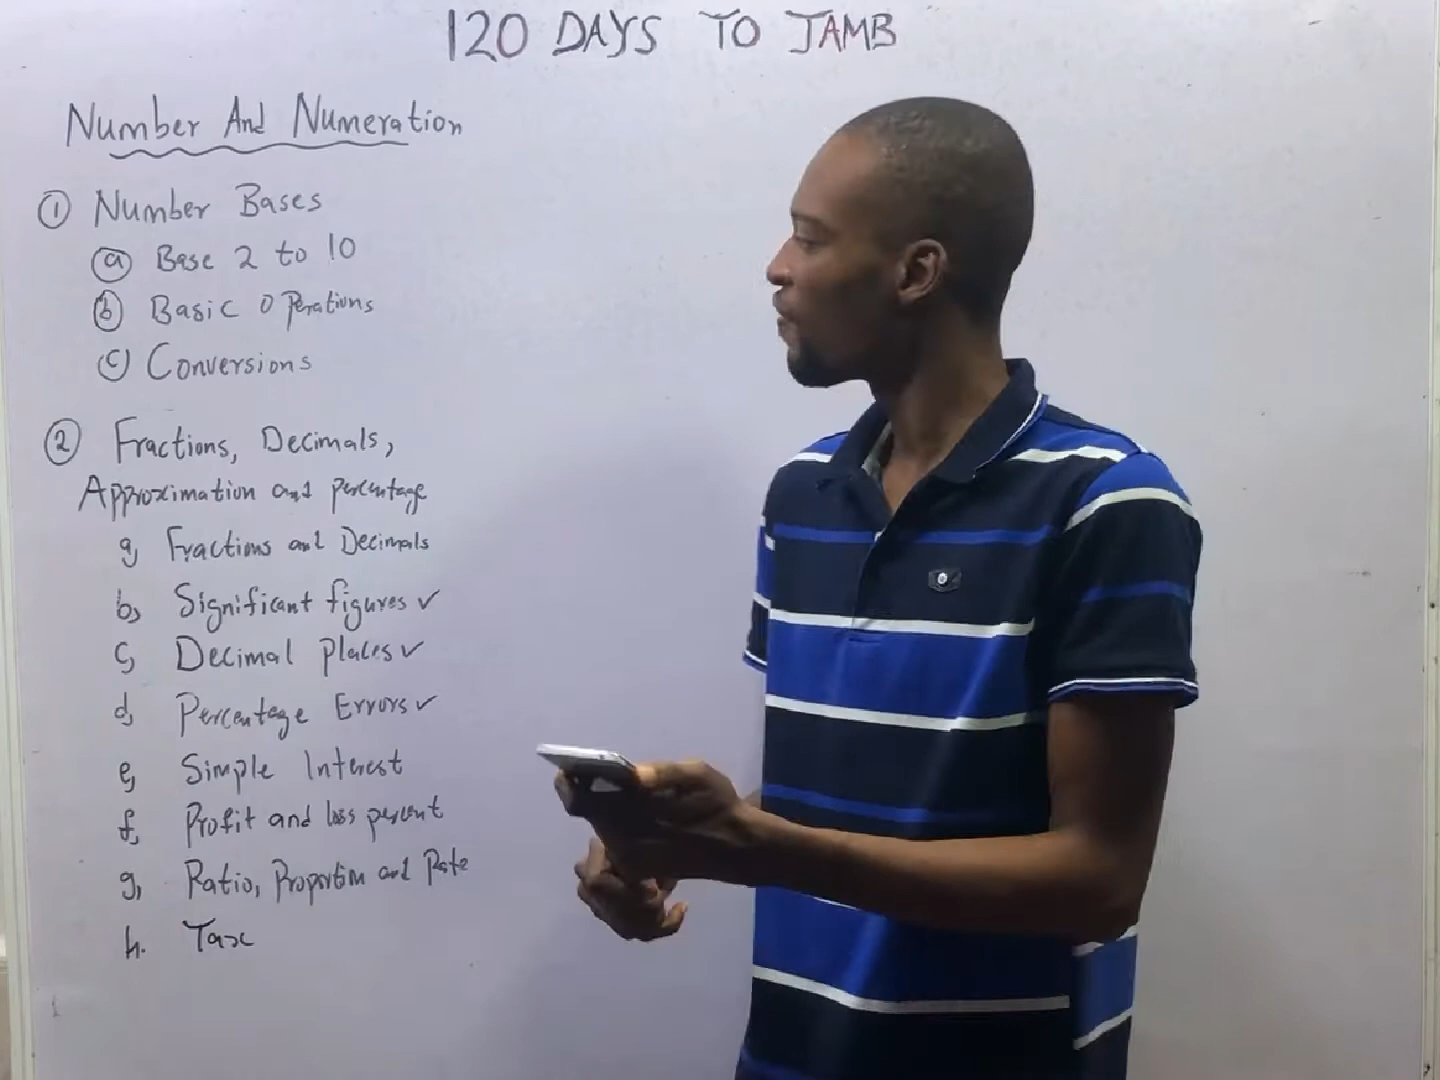 120 DAYS TO JAMB
Number And Numeration
① Number Bases
ⓐ Base 2 to 10
ⓑ Basic Operations
ⓒ Conversions
② Fractions, Decimals,
Approximation and percentage
a, Fractions and Decimals
b, Significant figures ✓
c, Decimal places ✓
d, Percentage Errors ✓
e, Simple Interest
f, Profit and loss percent
g, Ratio, Proportion and Rate
h. Tax